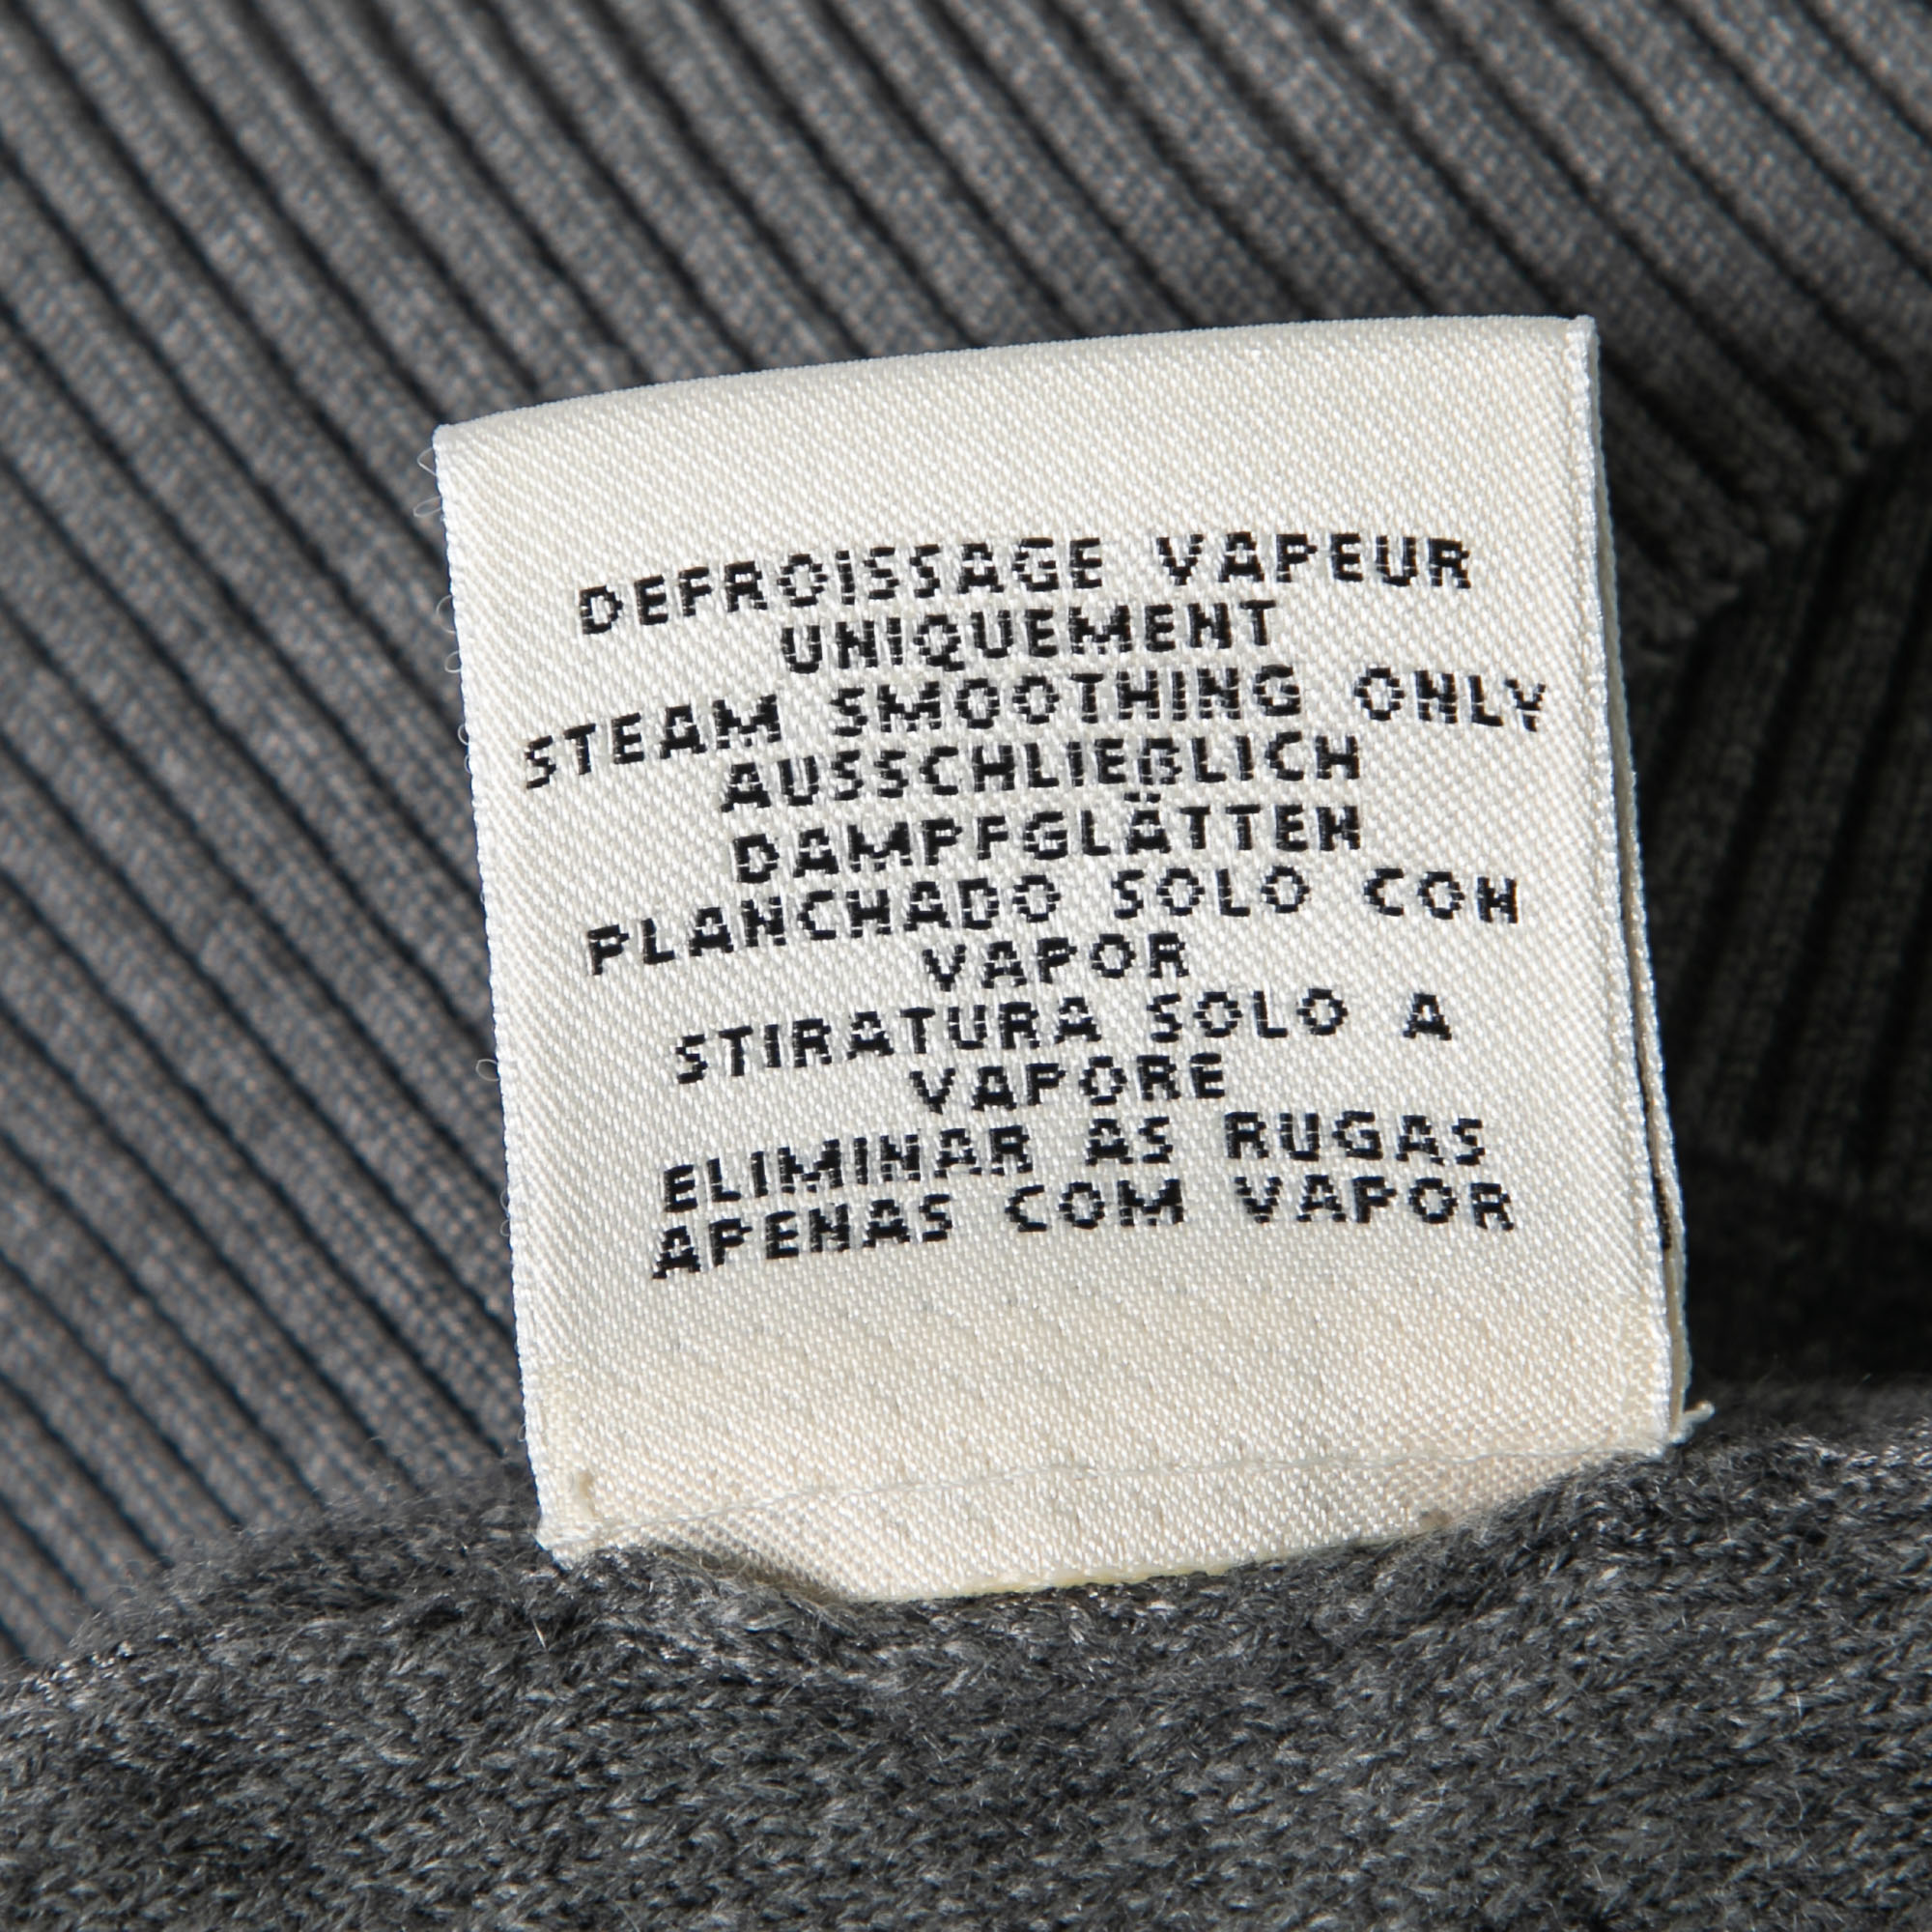 DEFROISSAGE VAPEUR
UNIQUEMENT
STEAM SMOOTHING ONLY
AUSSCHLIEßLICH
DAMPFGLÄTTEN
PLANCHADO SOLO CON
VAPOR
STIRATURA SOLO A
VAPORE
ELIMINAR AS RUGAS
APENAS COM VAPOR